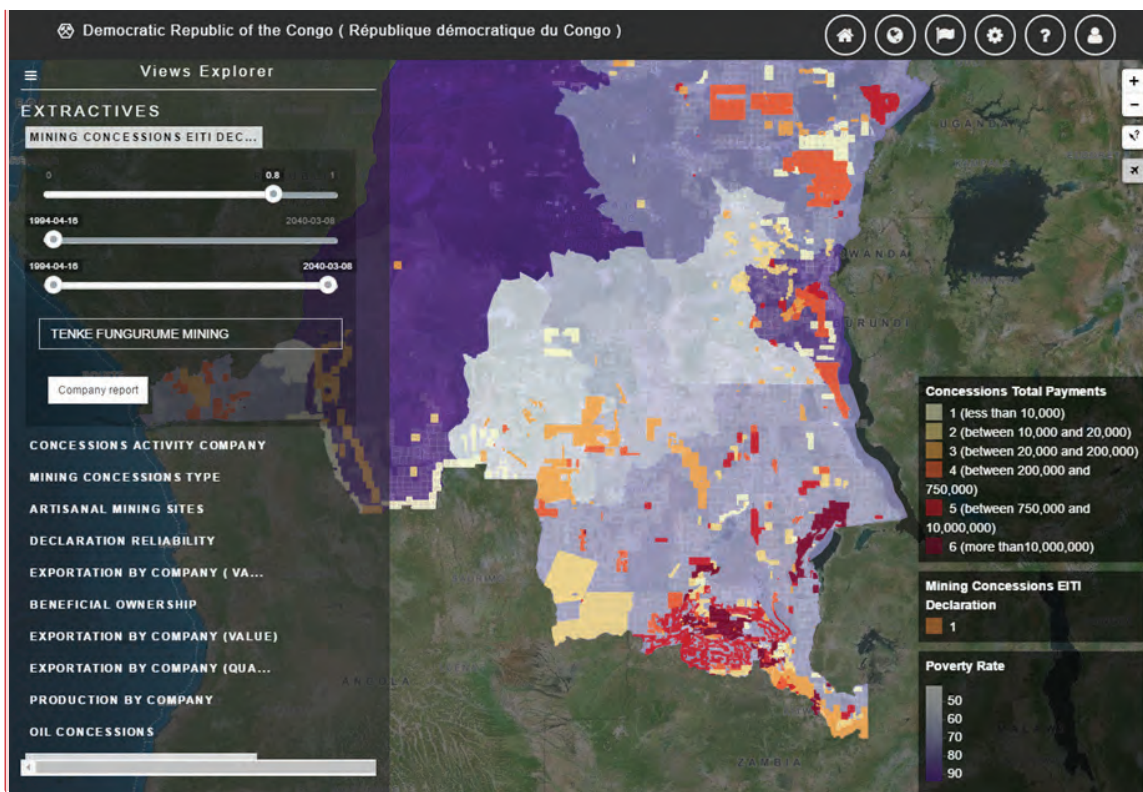 Democratic Republic of the Congo ( République démocratique du Congo )
?
Views Explorer
EXTRACTIVES
MINING CONCESSIONS EITI DEC...
0 0.8 1
1994-04-16 2040-03-08
1994-04-16 2040-03-08
TENKE FUNGURUME MINING
Company report
CONCESSIONS ACTIVITY COMPANY
MINING CONCESSIONS TYPE
ARTISANAL MINING SITES
DECLARATION RELIABILITY
EXPORTATION BY COMPANY ( VA...
BENEFICIAL OWNERSHIP
EXPORTATION BY COMPANY (VALUE)
EXPORTATION BY COMPANY (QUA...
PRODUCTION BY COMPANY
OIL CONCESSIONS
UGANDA
ANGOLA
ZAMBIA
+
−
Concessions Total Payments
1 (less than 10,000)
2 (between 10,000 and 20,000)
3 (between 20,000 and 200,000)
4 (between 200,000 and
750,000)
5 (between 750,000 and
10,000,000)
6 (more than10,000,000)
Mining Concessions EITI
Declaration
1
Poverty Rate
50
60
70
80
90